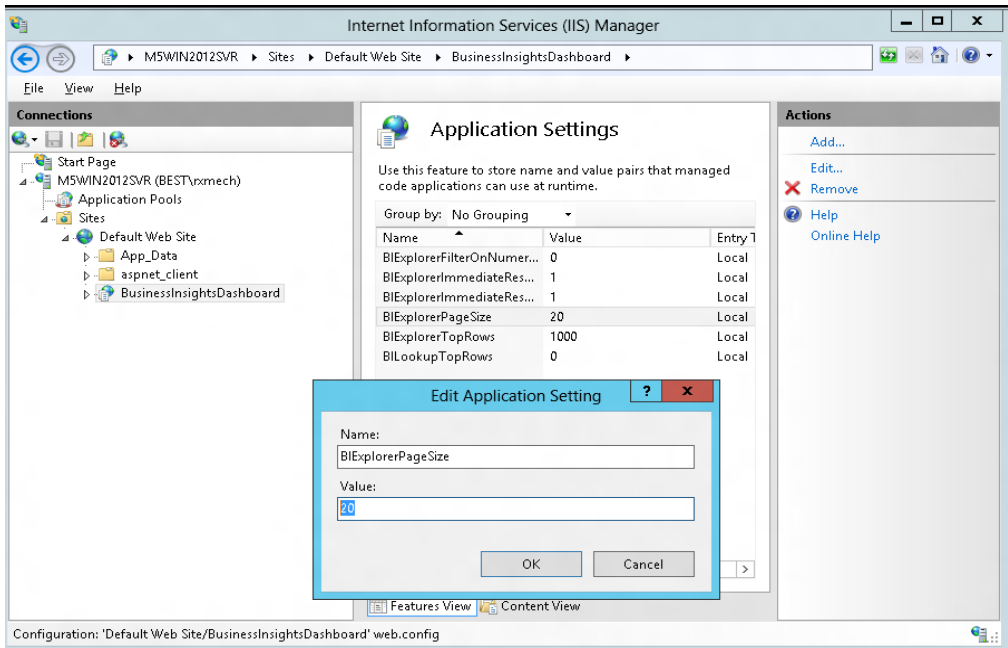 Internet Information Services (IIS) Manager
M5WIN2012SVR Sites Default Web Site BusinessInsightsDashboard
File View Help
Connections
Start Page
M5WIN2012SVR (BEST\rxmech)
Application Pools
Sites
Default Web Site
App_Data
aspnet_client
BusinessInsightsDashboard
Application Settings
Use this feature to store name and value pairs that managed
code applications can use at runtime.
Group by: No Grouping
Name Value Entry T
BIExplorerFilterOnNumer... 0 Local
BIExplorerImmediateRes... 1 Local
BIExplorerImmediateRes... 1 Local
BIExplorerPageSize 20 Local
BIExplorerTopRows 1000 Local
BILookupTopRows 0 Local
Edit Application Setting ? x
Name:
BIExplorerPageSize
Value:
20
OK Cancel
Features View Content View
Actions
Add...
Edit...
Remove
Help
Online Help
Configuration: 'Default Web Site/BusinessInsightsDashboard' web.config